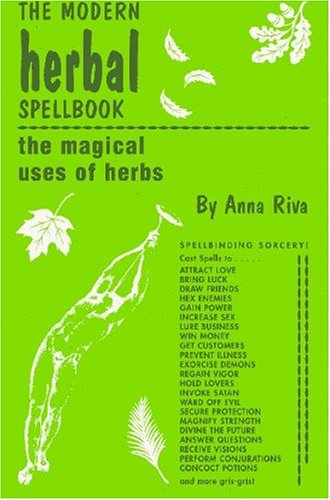 THE MODERN
herbal
SPELLBOOK
the magical
uses of herbs
By Anna Riva
SPELLBINDING SORCERY!
Cast Spells to . . . . .
ATTRACT LOVE
BRING LUCK
DRAW FRIENDS
HEX ENEMIES
GAIN POWER
INCREASE SEX
LURE BUSINESS
WIN MONEY
GET CUSTOMERS
PREVENT ILLNESS
EXORCISE DEMONS
REGAIN VIGOR
HOLD LOVERS
INVOKE SATAN
WARD OFF EVIL
SECURE PROTECTION
MAGNIFY STRENGTH
DIVINE THE FUTURE
ANSWER QUESTIONS
RECEIVE VISIONS
PERFORM CONJURATIONS
CONCOCT POTIONS
and more gris-gris!